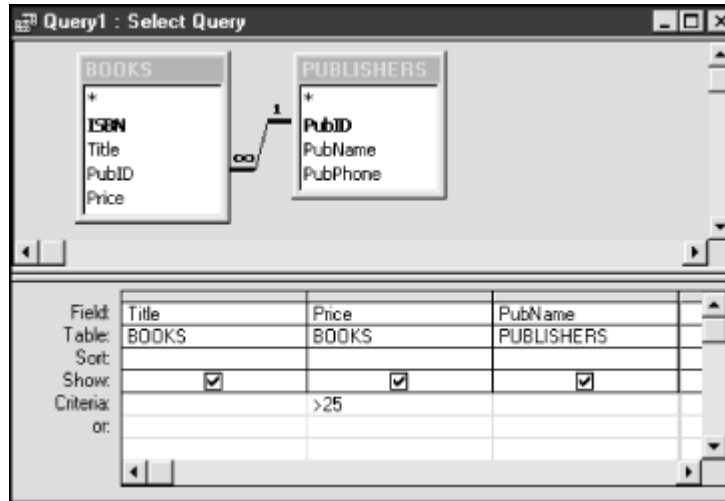 Query1 : Select Query
BOOKS
*
ISBN
Title
PubID
Price
∞
1
PUBLISHERS
*
PubID
PubName
PubPhone
Field: Title Price PubName
Table: BOOKS BOOKS PUBLISHERS
Sort:
Show:
Criteria: >25
or: